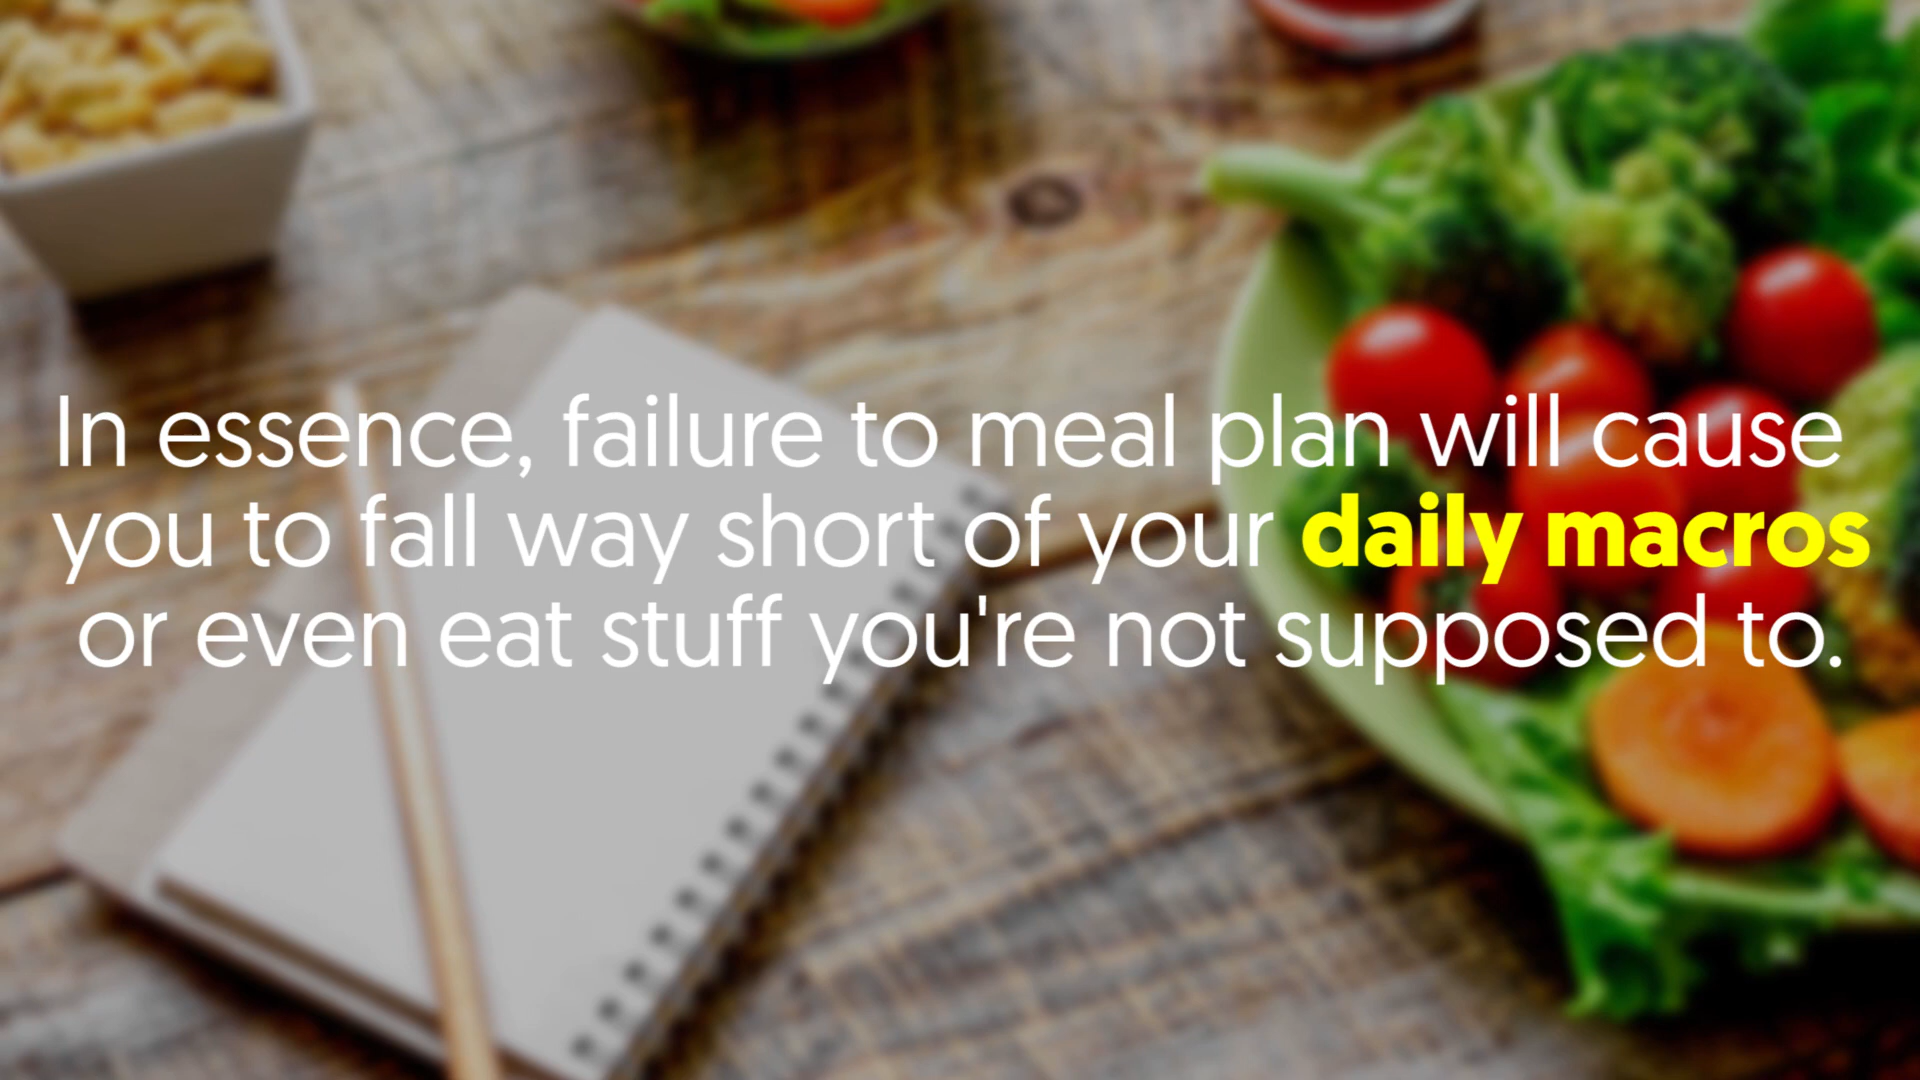 In essence, failure to meal plan will cause
you to fall way short of your daily macros
or even eat stuff you're not supposed to.